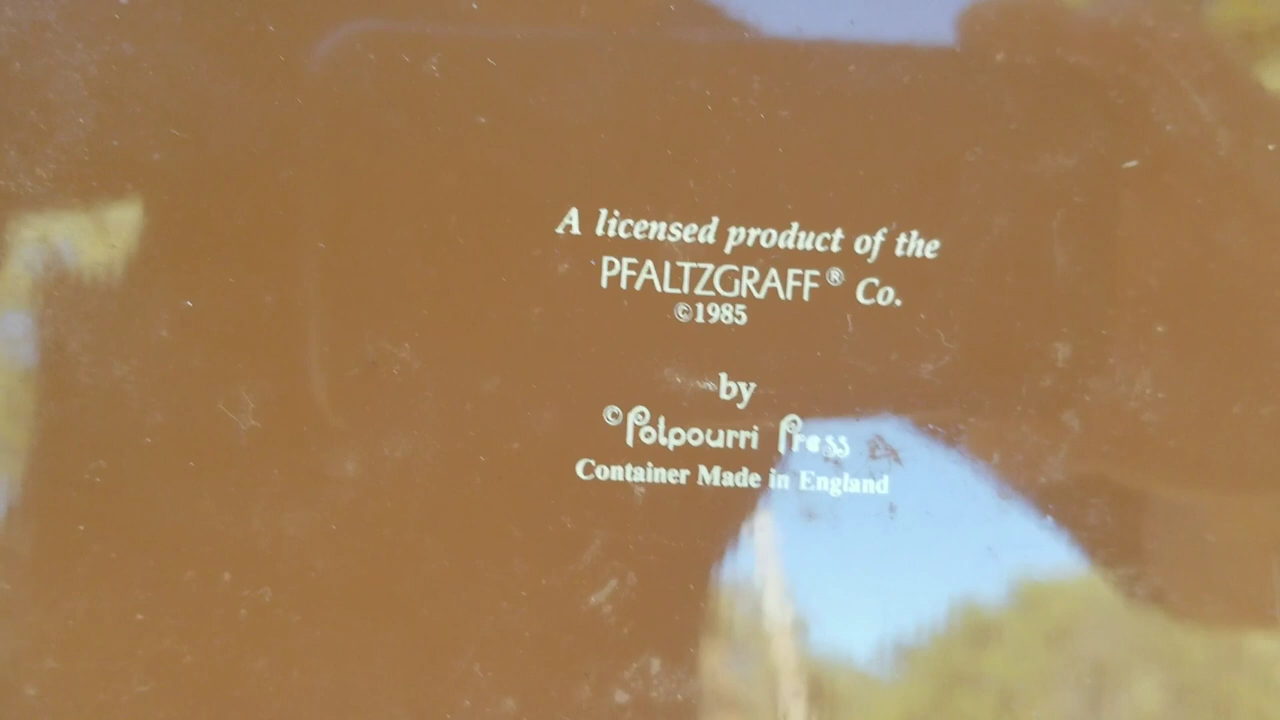 A licensed product of the
PFALTZGRAFF® Co.
©1985
by
©Potpourri Press
Container Made in England